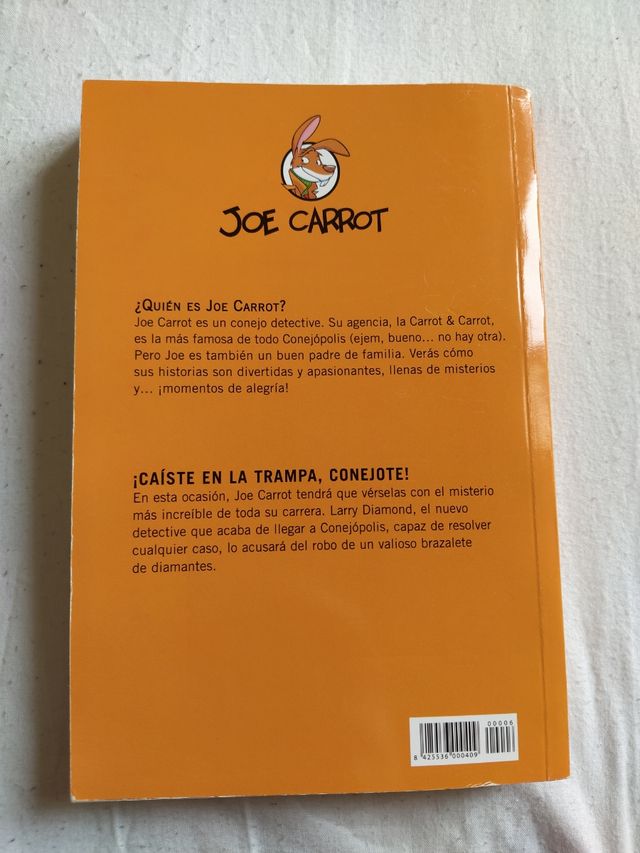 JOE CARROT
¿Quién es Joe Carrot?
Joe Carrot es un conejo detective. Su agencia, la Carrot & Carrot,
es la más famosa de todo Conejópolis (ejem, bueno... no hay otra).
Pero Joe es también un buen padre de familia. Verás cómo
sus historias son divertidas y apasionantes, llenas de misterios
y... ¡momentos de alegría!
¡CAÍSTE EN LA TRAMPA, CONEJOTE!
En esta ocasión, Joe Carrot tendrá que vérselas con el misterio
más increíble de toda su carrera. Larry Diamond, el nuevo
detective que acaba de llegar a Conejópolis, capaz de resolver
cualquier caso, lo acusará del robo de un valioso brazalete
de diamantes.
00006
8 425536 000409